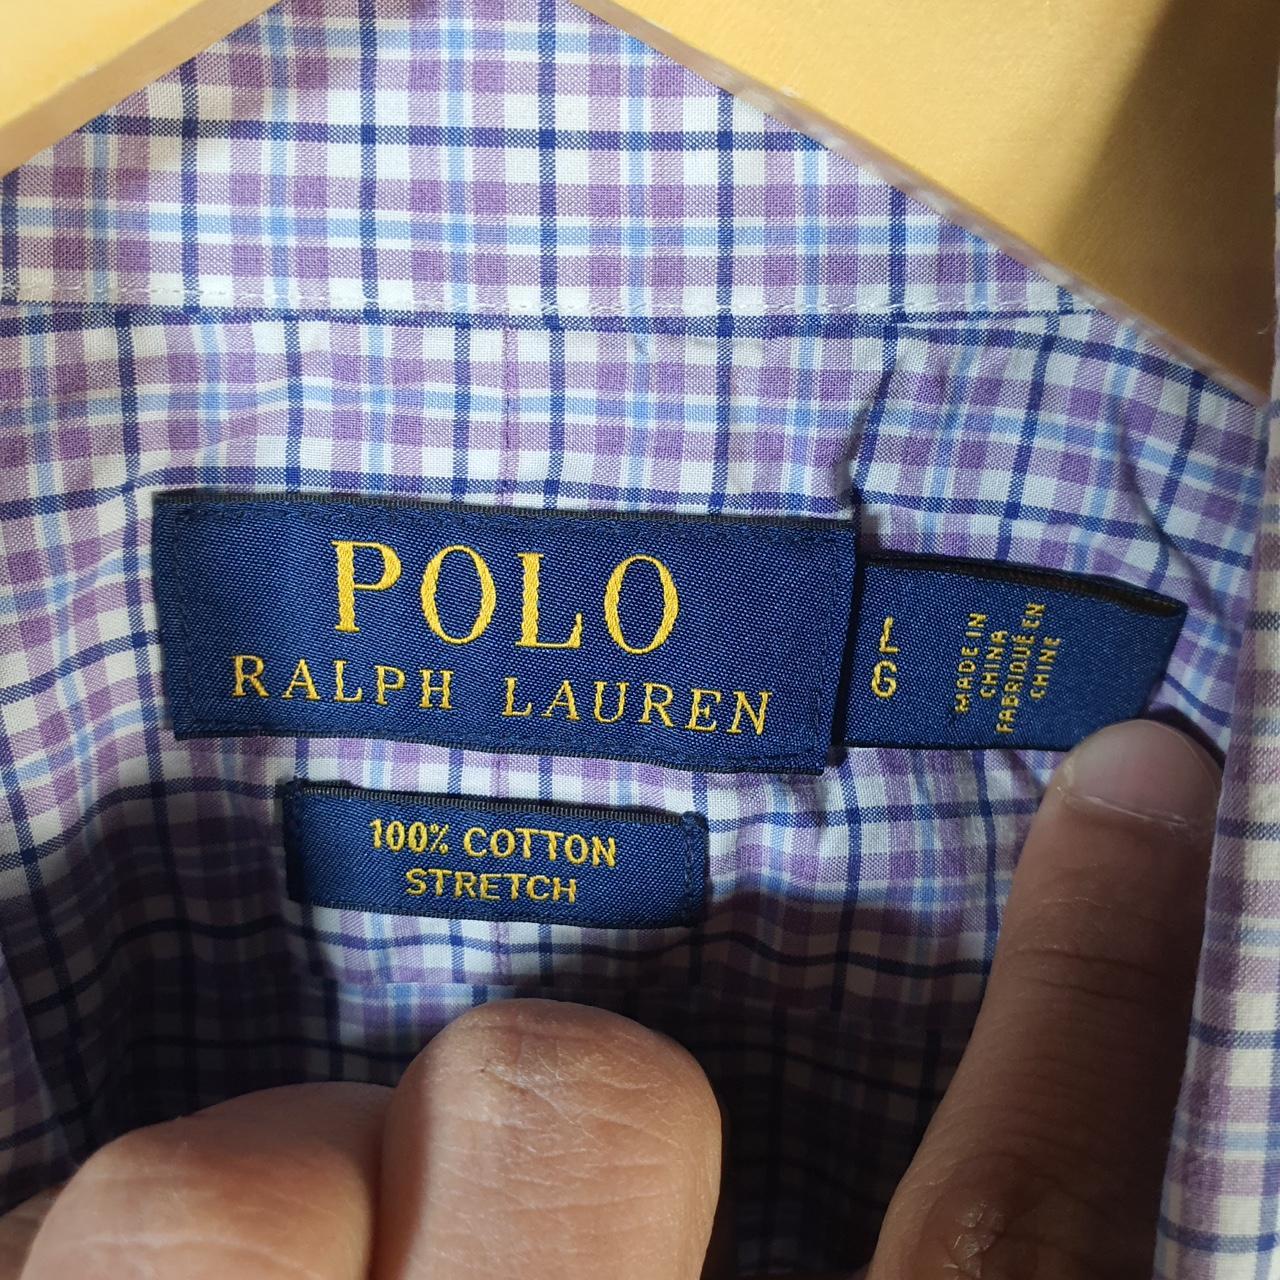 POLO
RALPH LAUREN
L
G
MADE IN
CHINA
FABRIQUÉ EN
CHINE
100% COTTON
STRETCH